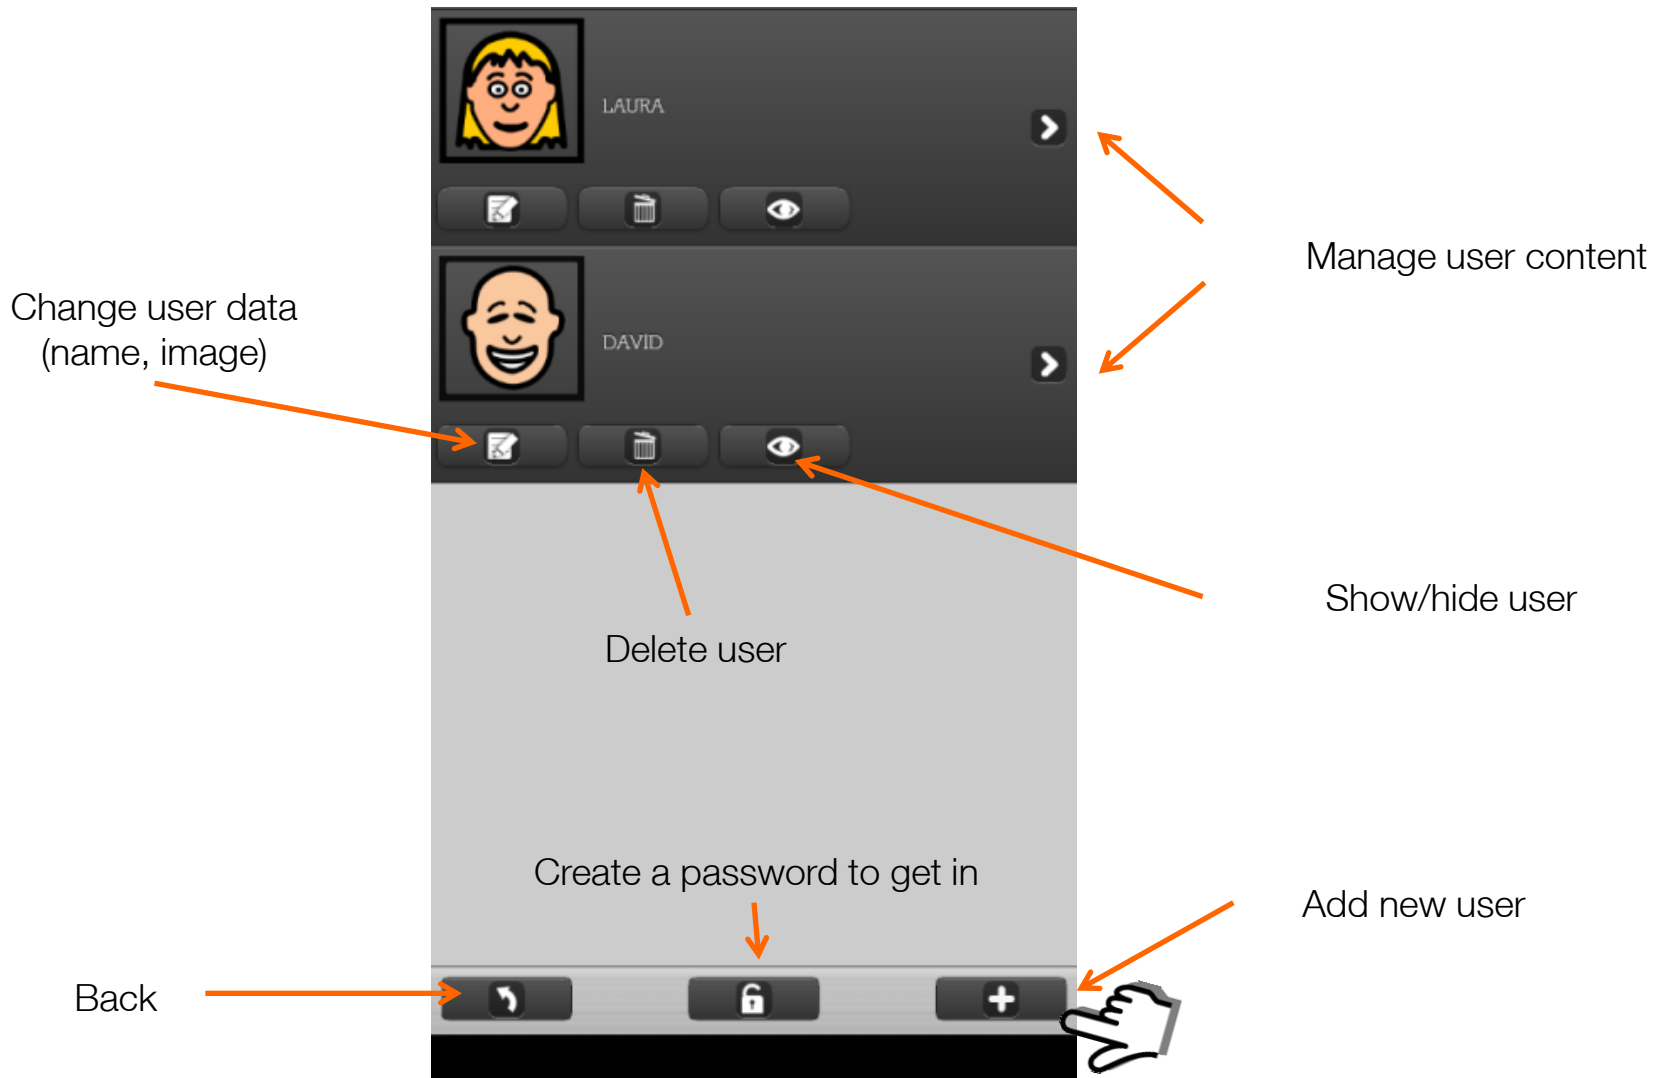 LAURA
Manage user content
Change user data
(name, image)
DAVID
Show/hide user
Delete user
Create a password to get in
Add new user
Back